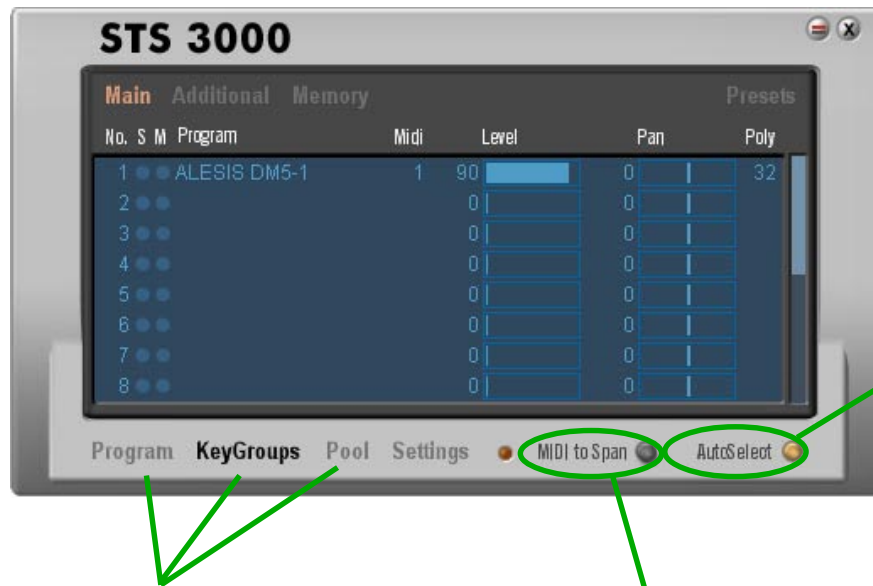 STS 3000
X
Main Additional Memory Presets
No. S M Program Midi Level Pan Poly
1 ALESIS DM5-1 1 90 0 32
2 0 0
3 0 0
4 0 0
5 0 0
6 0 0
7 0 0
8 0 0
Program KeyGroups Pool Settings MIDI to Span AutoSelect